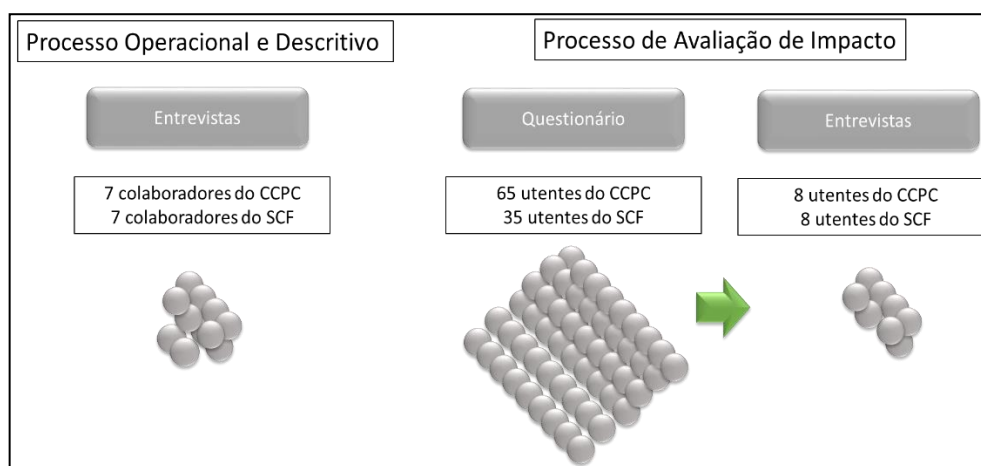 Processo Operacional e Descritivo
Processo de Avaliação de Impacto
Entrevistas
Questionário
Entrevistas
7 colaboradores do CCPC
7 colaboradores do SCF
65 utentes do CCPC
35 utentes do SCF
8 utentes do CCPC
8 utentes do SCF